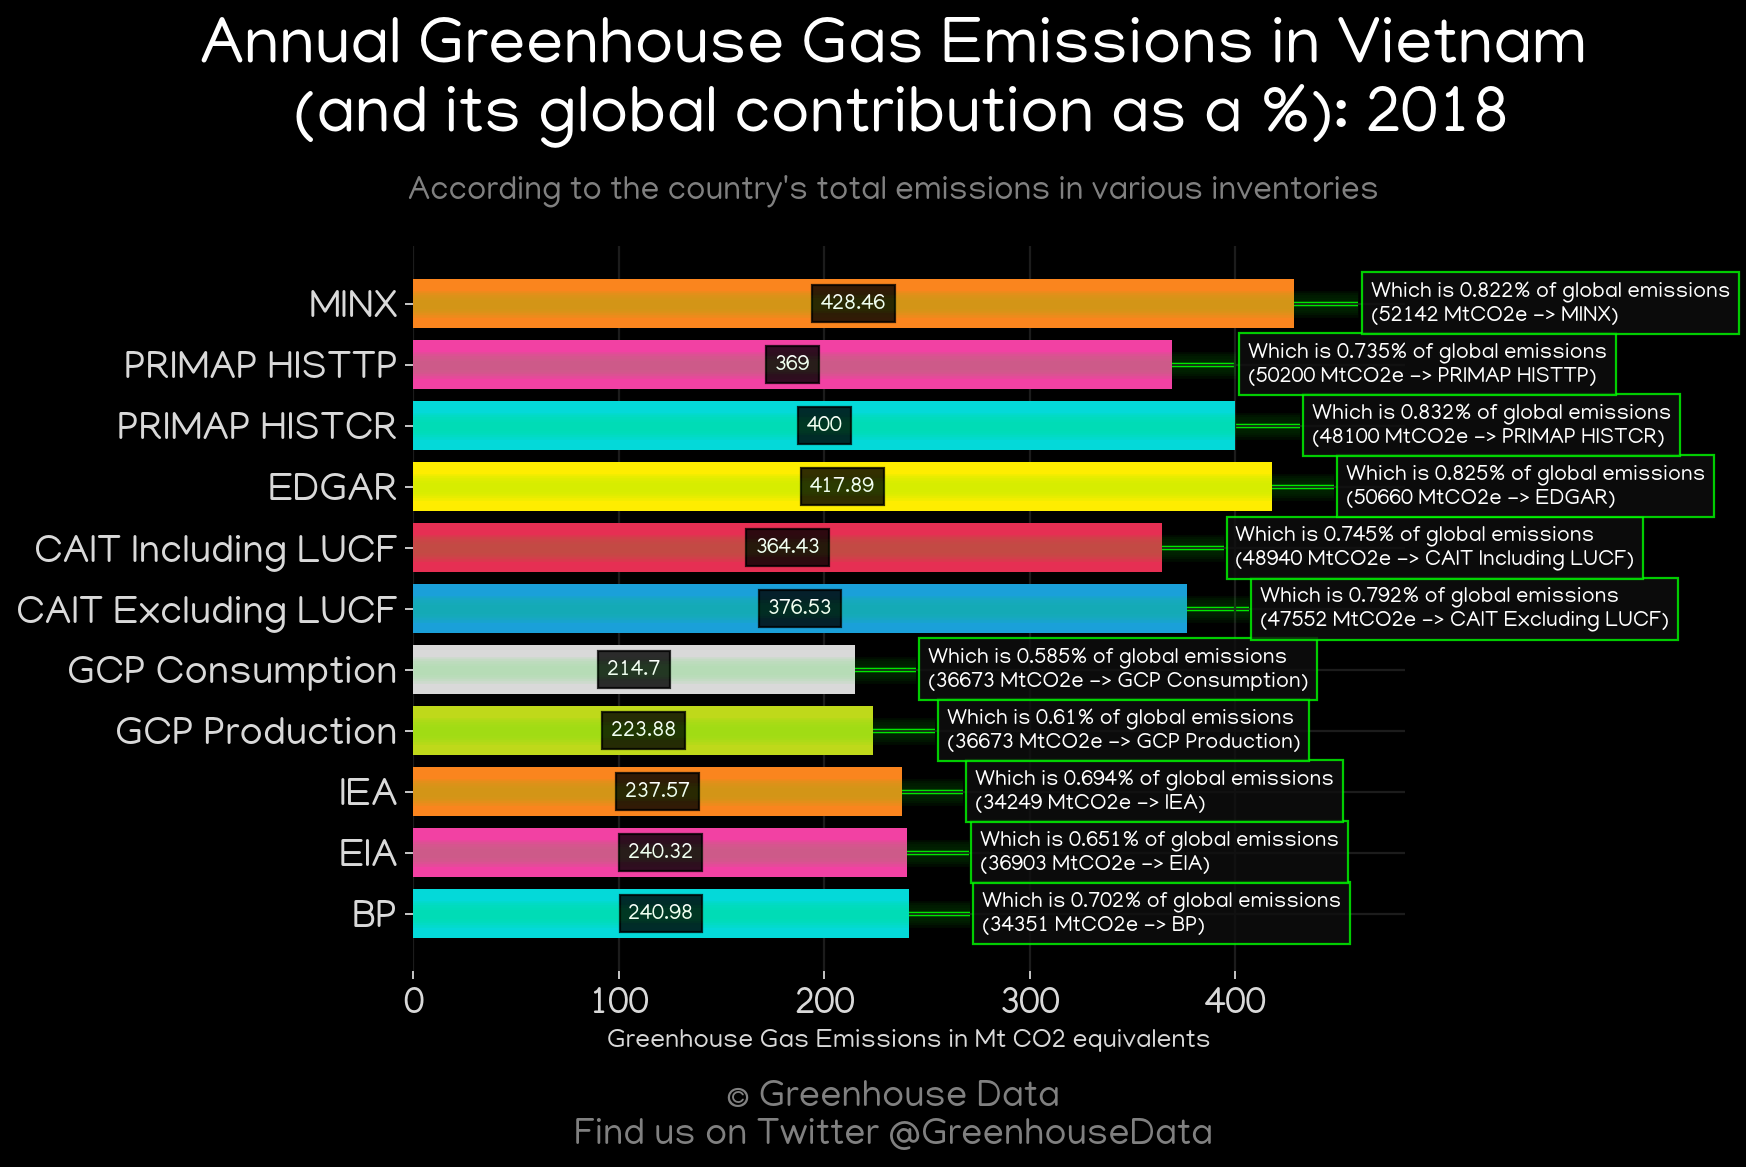 Annual Greenhouse Gas Emissions in Vietnam
(and its global contribution as a %): 2018
According to the country's total emissions in various inventories
MINX
428.46
Which is 0.822% of global emissions
(52142 MtCO2e -> MINX)
PRIMAP HISTTP
369
Which is 0.735% of global emissions
(50200 MtCO2e -> PRIMAP HISTTP)
PRIMAP HISTCR
400
Which is 0.832% of global emissions
(48100 MtCO2e -> PRIMAP HISTCR)
EDGAR
417.89
Which is 0.825% of global emissions
(50660 MtCO2e -> EDGAR)
CAIT Including LUCF
364.43
Which is 0.745% of global emissions
(48940 MtCO2e -> CAIT Including LUCF)
CAIT Excluding LUCF
376.53
Which is 0.792% of global emissions
(47552 MtCO2e -> CAIT Excluding LUCF)
GCP Consumption
214.7
Which is 0.585% of global emissions
(36673 MtCO2e -> GCP Consumption)
GCP Production
223.88
Which is 0.61% of global emissions
(36673 MtCO2e -> GCP Production)
IEA
237.57
Which is 0.694% of global emissions
(34249 MtCO2e -> IEA)
EIA
240.32
Which is 0.651% of global emissions
(36903 MtCO2e -> EIA)
BP
240.98
Which is 0.702% of global emissions
(34351 MtCO2e -> BP)
0 100 200 300 400
Greenhouse Gas Emissions in Mt CO2 equivalents
© Greenhouse Data
Find us on Twitter @GreenhouseData